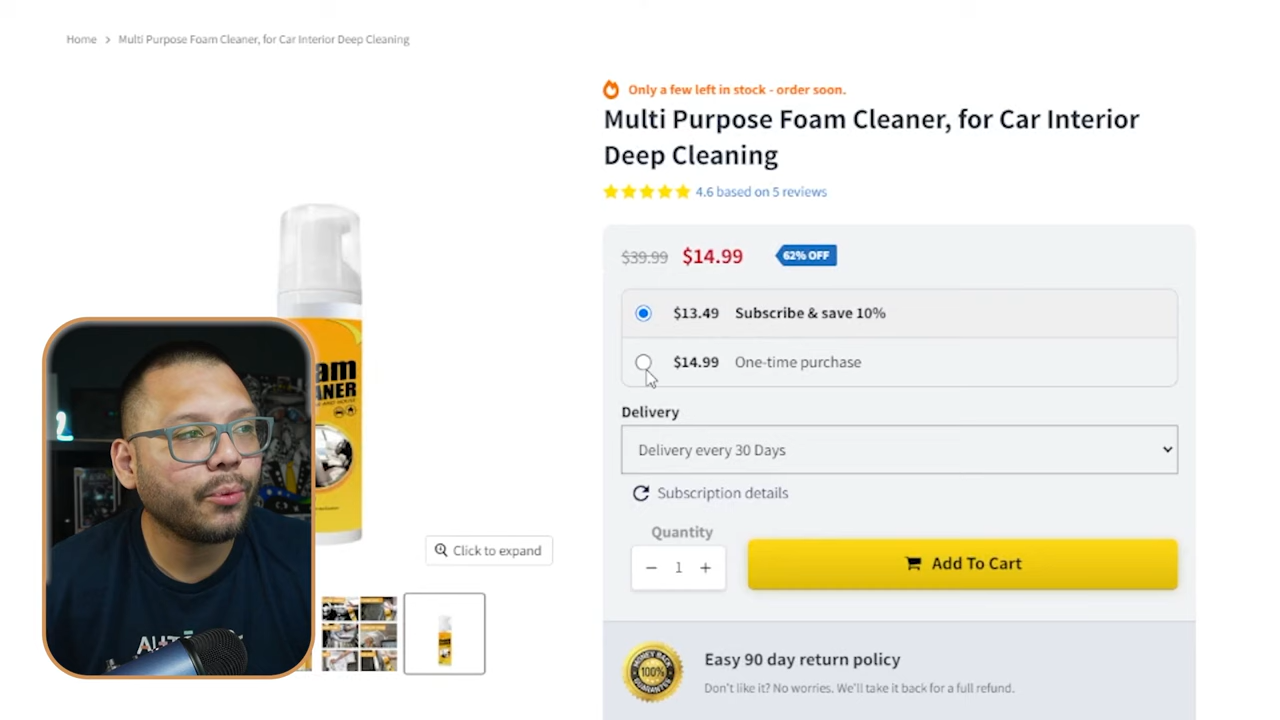 Home > Multi Purpose Foam Cleaner, for Car Interior Deep Cleaning
Only a few left in stock - order soon.
Multi Purpose Foam Cleaner, for Car Interior
Deep Cleaning
4.6 based on 5 reviews
$39.99 $14.99 62% OFF
$13.49 Subscribe & save 10%
$14.99 One-time purchase
Delivery
Delivery every 30 Days
Subscription details
Quantity
− 1 +
Add To Cart
Click to expand
MONEY BACK
100%
GUARANTEE
Easy 90 day return policy
Don't like it? No worries. We'll take it back for a full refund.